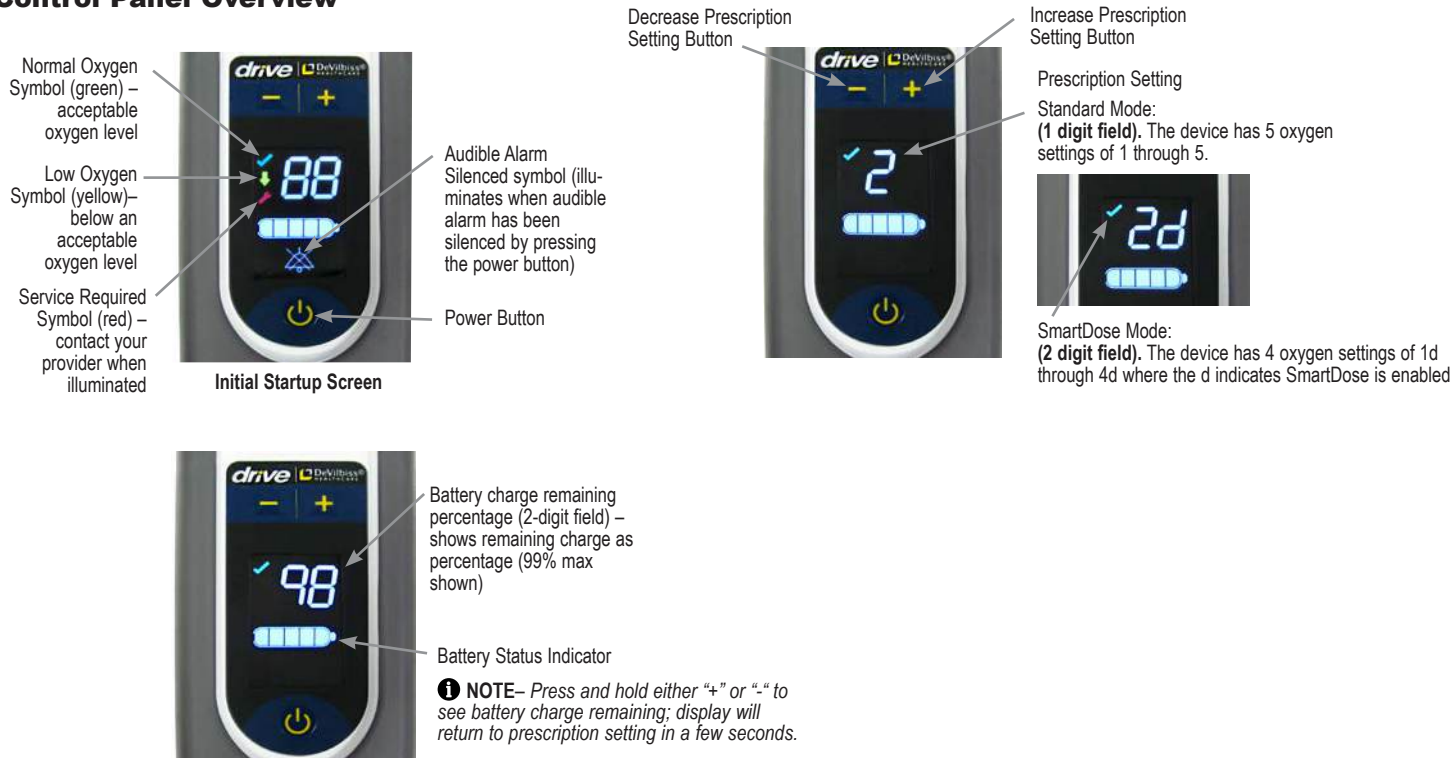 Control Panel Overview
Normal Oxygen
Symbol (green) –
acceptable
oxygen level
Low Oxygen
Symbol (yellow)–
below an
acceptable
oxygen level
Service Required
Symbol (red) –
contact your
provider when
illuminated
drive DeVilbiss®
HEALTHCARE
− +
88
Initial Startup Screen
Audible Alarm
Silenced symbol (illu-
minates when audible
alarm has been
silenced by pressing
the power button)
Power Button
Decrease Prescription
Setting Button
Increase Prescription
Setting Button
drive DeVilbiss®
HEALTHCARE
− +
2
Prescription Setting
Standard Mode:
(1 digit field). The device has 5 oxygen
settings of 1 through 5.
2d
SmartDose Mode:
(2 digit field). The device has 4 oxygen settings of 1d
through 4d where the d indicates SmartDose is enabled
drive DeVilbiss®
HEALTHCARE
− +
98
Battery charge remaining
percentage (2-digit field) –
shows remaining charge as
percentage (99% max
shown)
Battery Status Indicator
i NOTE– Press and hold either “+” or “-“ to
see battery charge remaining; display will
return to prescription setting in a few seconds.